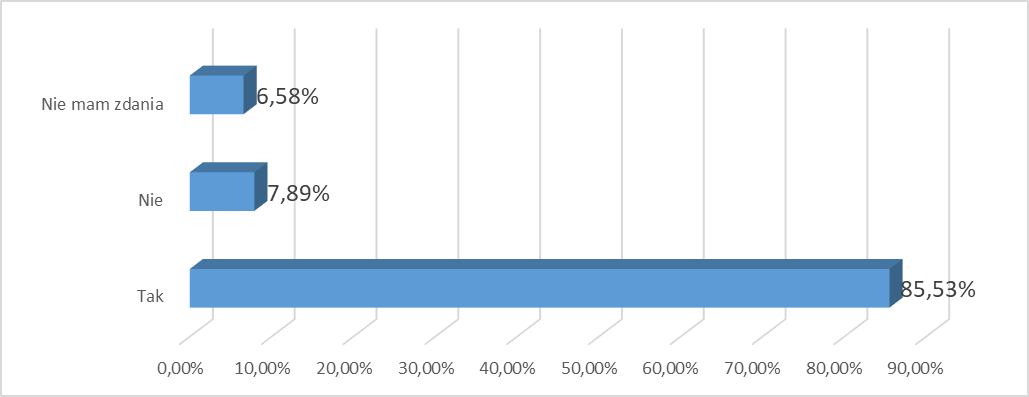 Nie mam zdania 6,58%
Nie 7,89%
Tak 85,53%
0,00% 10,00% 20,00% 30,00% 40,00% 50,00% 60,00% 70,00% 80,00% 90,00%